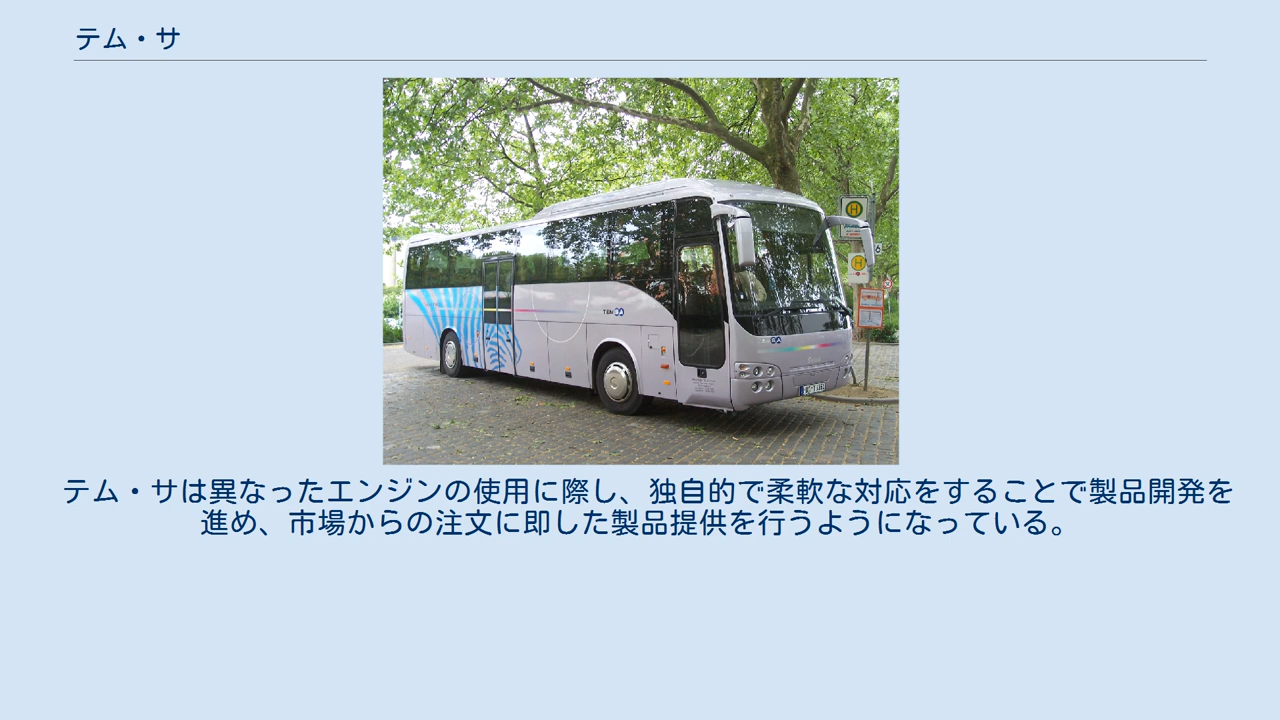 テム・サ
H
H
6
テム・サは異なったエンジンの使用に際し、独自的で柔軟な対応をすることで製品開発を
進め、市場からの注文に即した製品提供を行うようになっている。